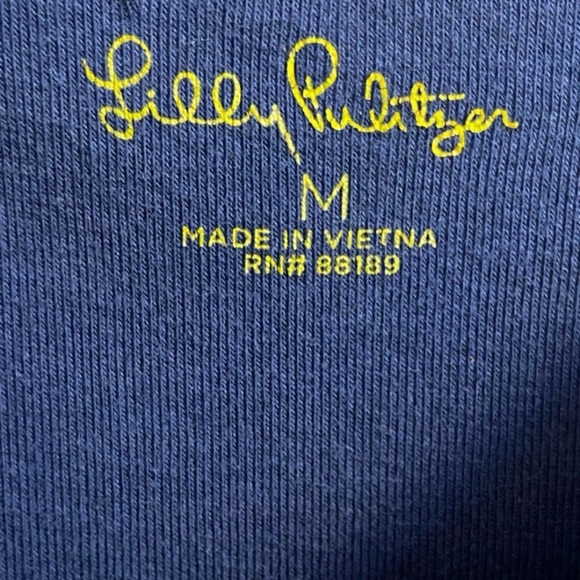 Lilly Pulitzer
M
MADE IN VIETNA
RN# 88189